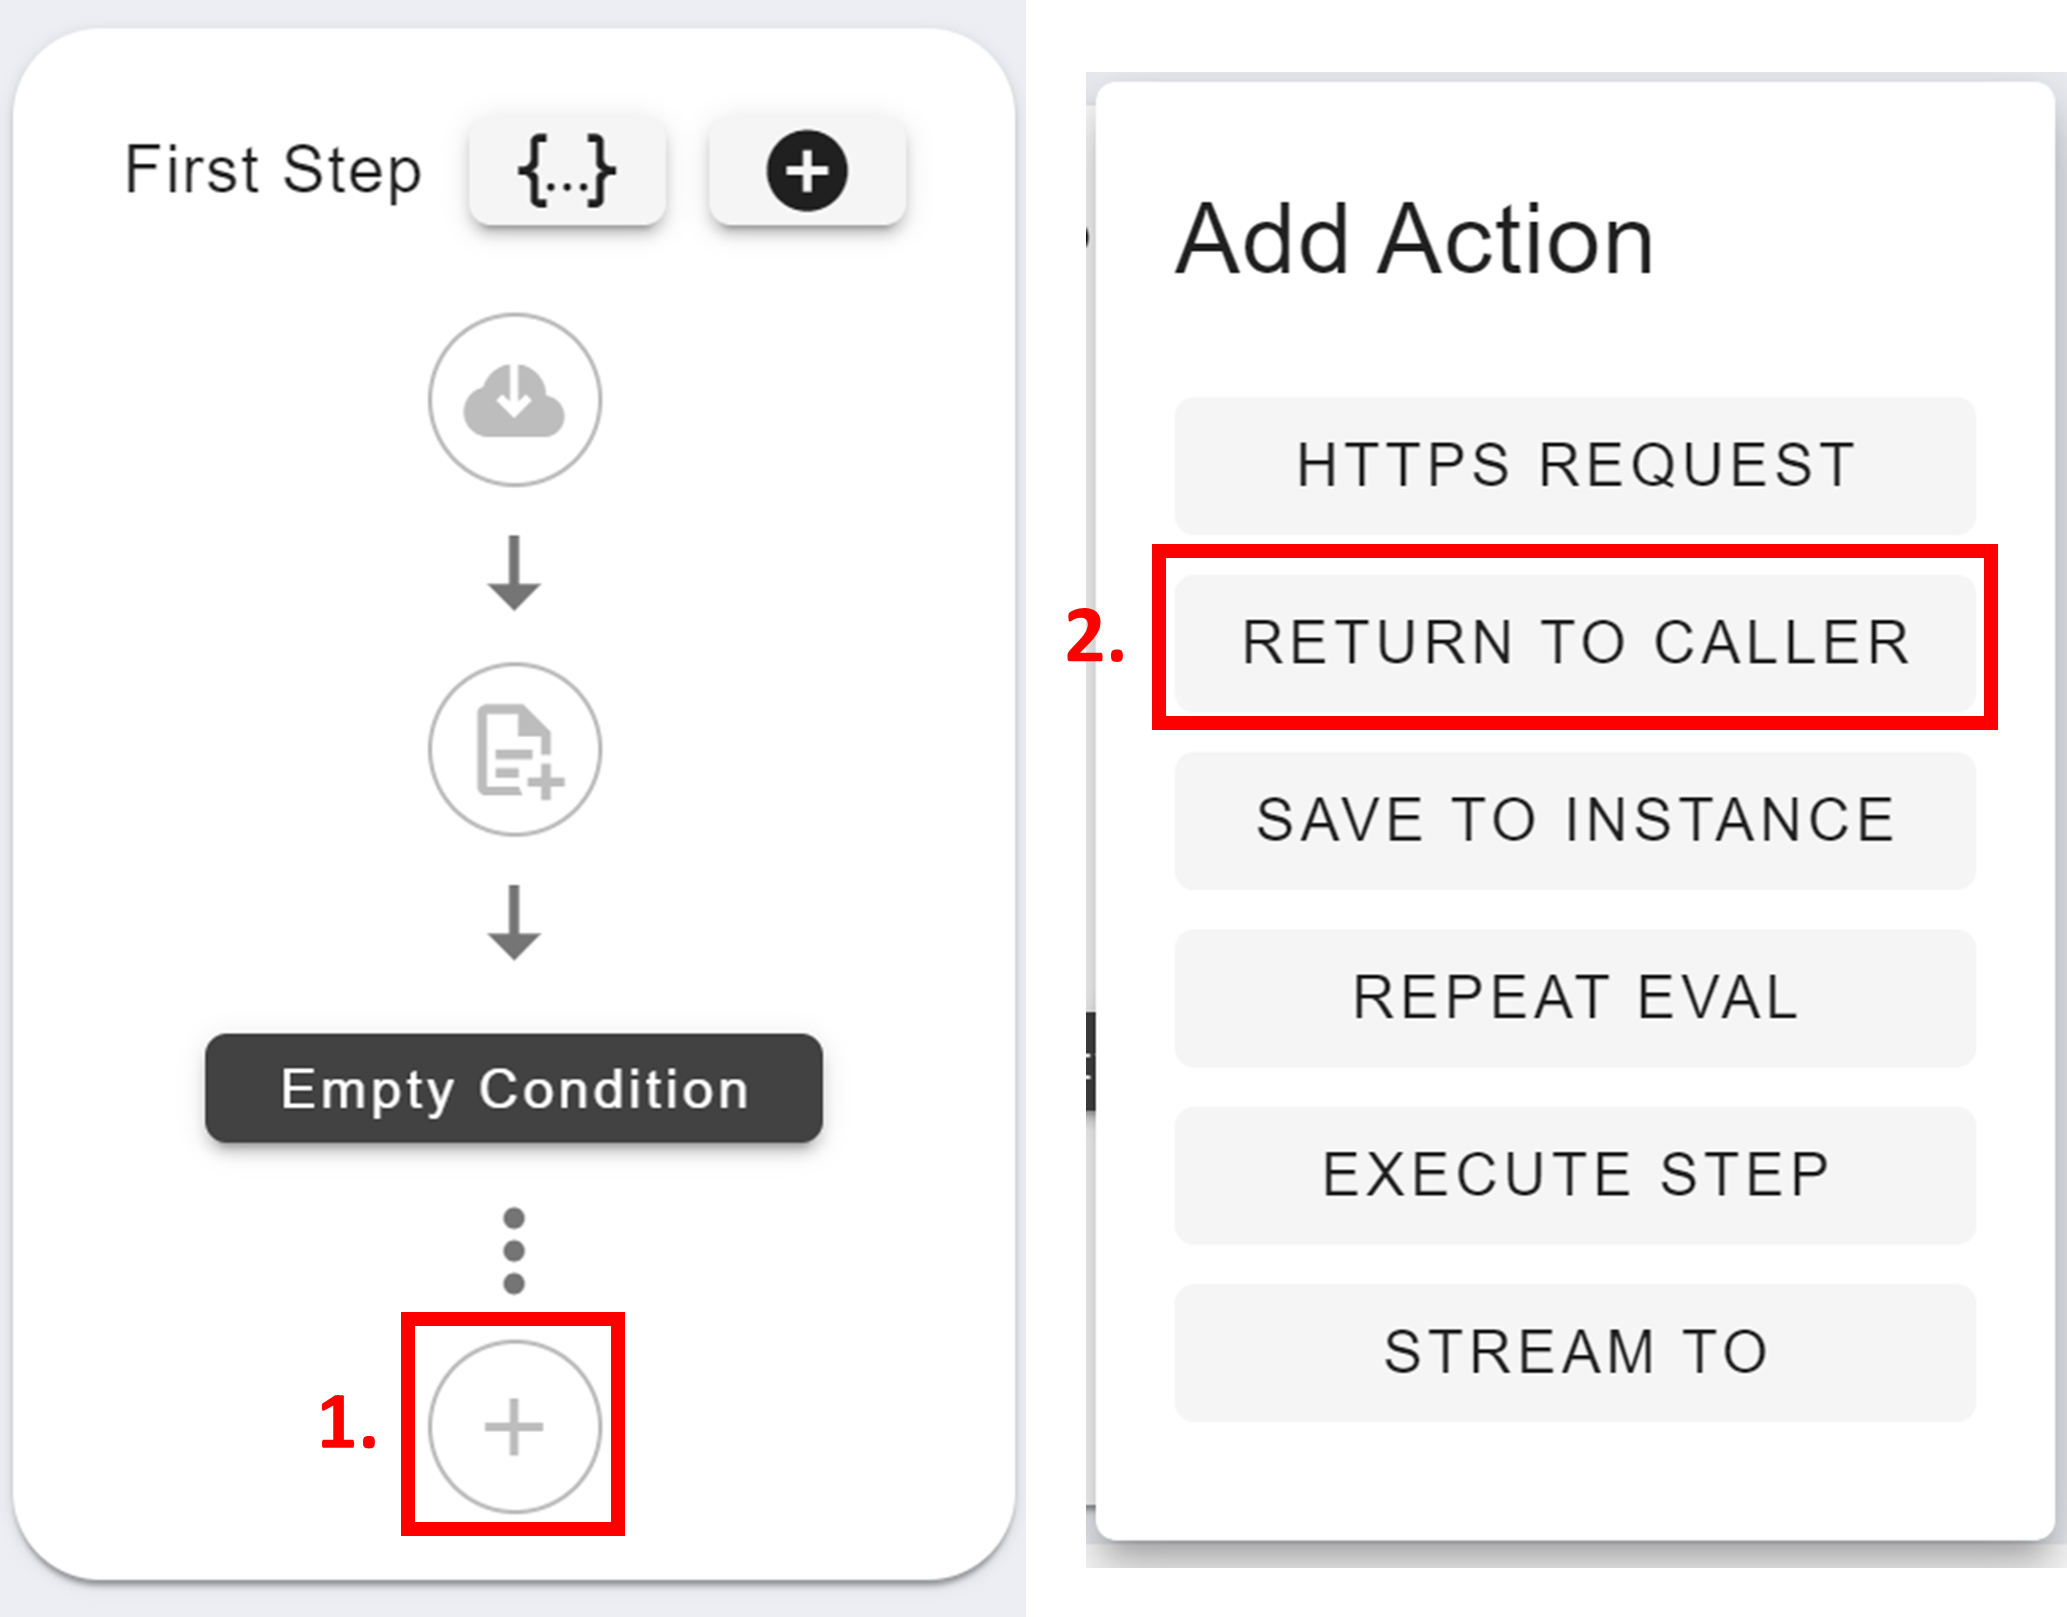 First Step {...}
Empty Condition
1.
Add Action
HTTPS REQUEST
2.
RETURN TO CALLER
SAVE TO INSTANCE
REPEAT EVAL
EXECUTE STEP
STREAM TO